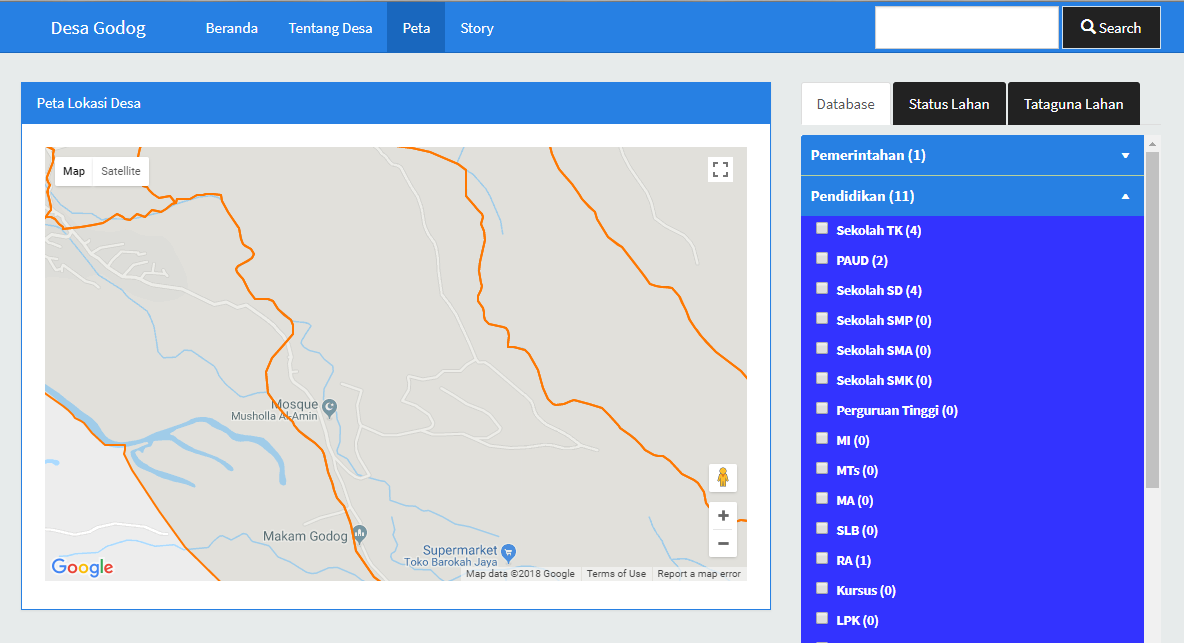 Desa Godog
Beranda
Tentang Desa
Peta
Story
Search
Peta Lokasi Desa
Map
Satellite
Mosque
Musholla Al-Amin
Makam Godog
Supermarket
Toko Barokah Jaya
Google
Map data ©2018 Google
Terms of Use
Report a map error
Database
Status Lahan
Tataguna Lahan
Pemerintahan (1)
Pendidikan (11)
Sekolah TK (4)
PAUD (2)
Sekolah SD (4)
Sekolah SMP (0)
Sekolah SMA (0)
Sekolah SMK (0)
Perguruan Tinggi (0)
MI (0)
MTs (0)
MA (0)
SLB (0)
RA (1)
Kursus (0)
LPK (0)